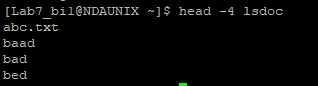 [Lab7_bil@NDAUNIX ~]$ head -4 lsdoc
abc.txt
baad
bad
bed